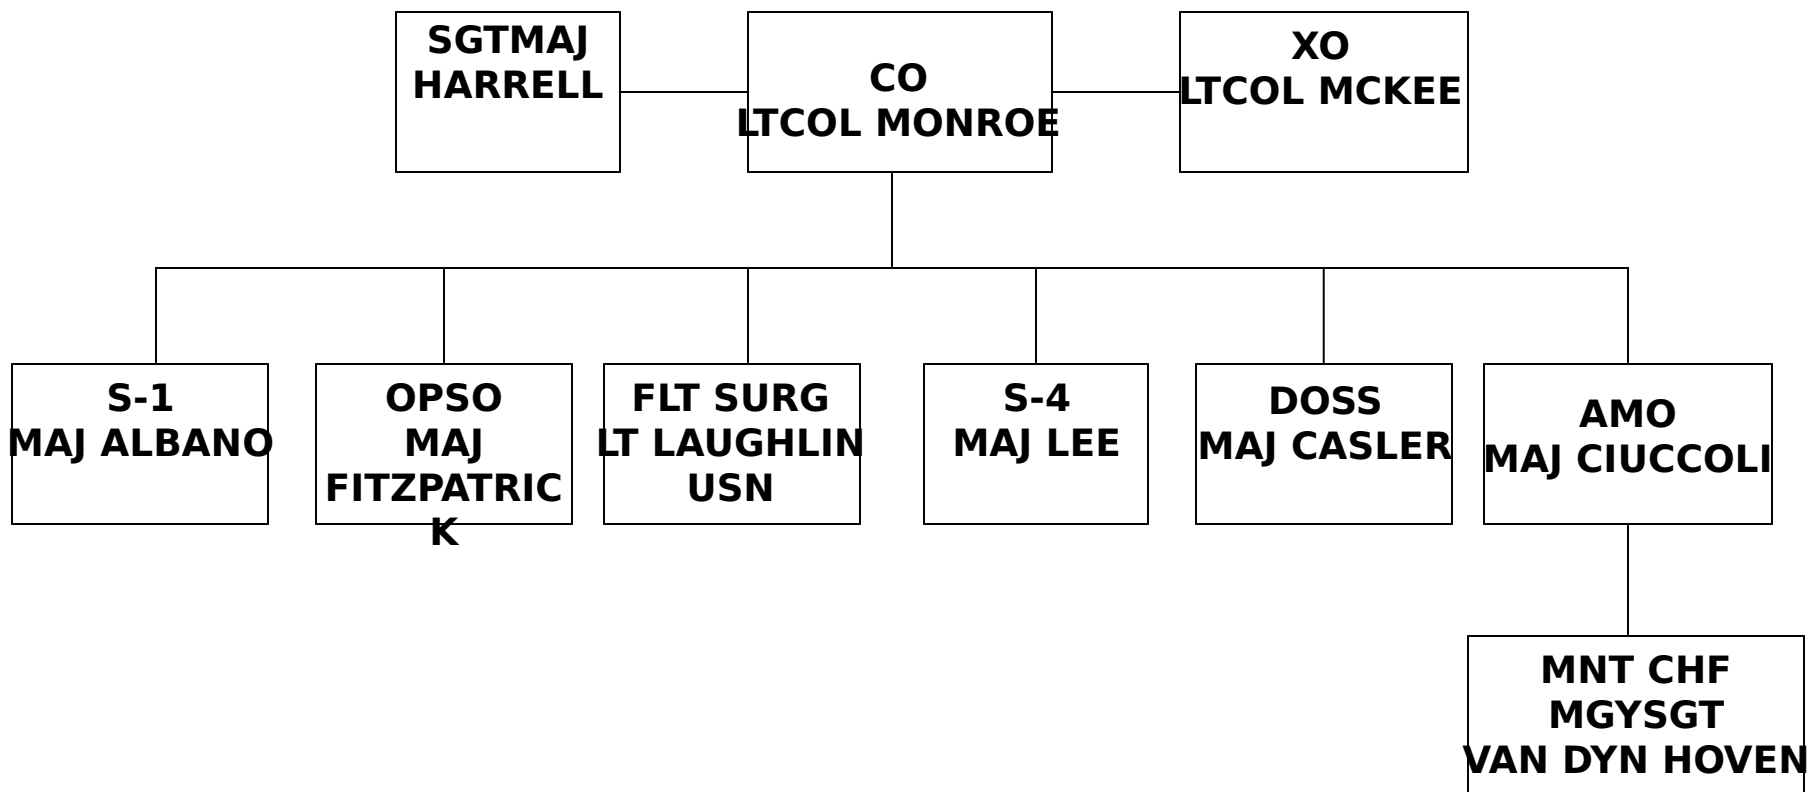 SGTMAJ
HARRELL
CO
LTCOL MONROE
XO
LTCOL MCKEE
S-1
MAJ ALBANO
OPSO
MAJ
FITZPATRIC
K
FLT SURG
LT LAUGHLIN
USN
S-4
MAJ LEE
DOSS
MAJ CASLER
AMO
MAJ CIUCCOLI
MNT CHF
MGYSGT
VAN DYN HOVEN